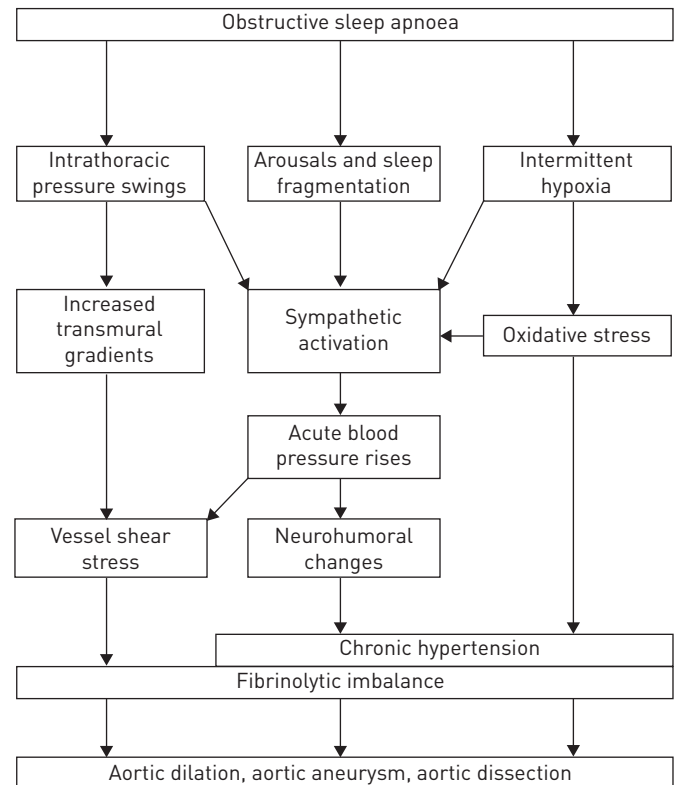 Obstructive sleep apnoea
Intrathoracic
pressure swings
Arousals and sleep
fragmentation
Intermittent
hypoxia
Increased
transmural
gradients
Sympathetic
activation
Oxidative stress
Acute blood
pressure rises
Vessel shear
stress
Neurohumoral
changes
Chronic hypertension
Fibrinolytic imbalance
Aortic dilation, aortic aneurysm, aortic dissection